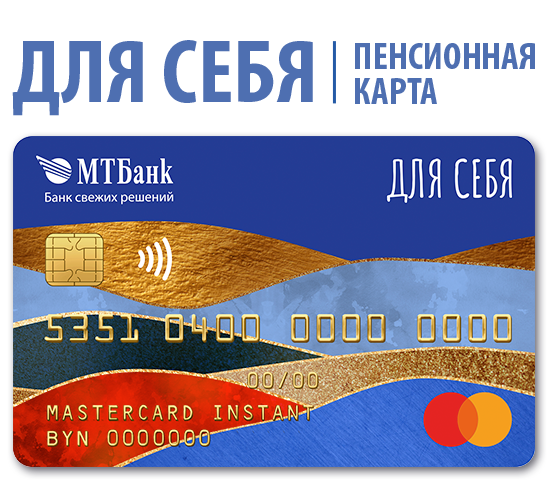 ДЛЯ СЕБЯ
ПЕНСИОННАЯ
КАРТА
МТБанк
Банк свежих решений
ДЛЯ СЕБЯ
5351 0400 0000 0000
00/00
MASTERCARD INSTANT
BYN 0000000